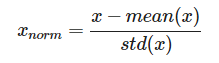 x_norm = (x − mean(x)) / std(x)